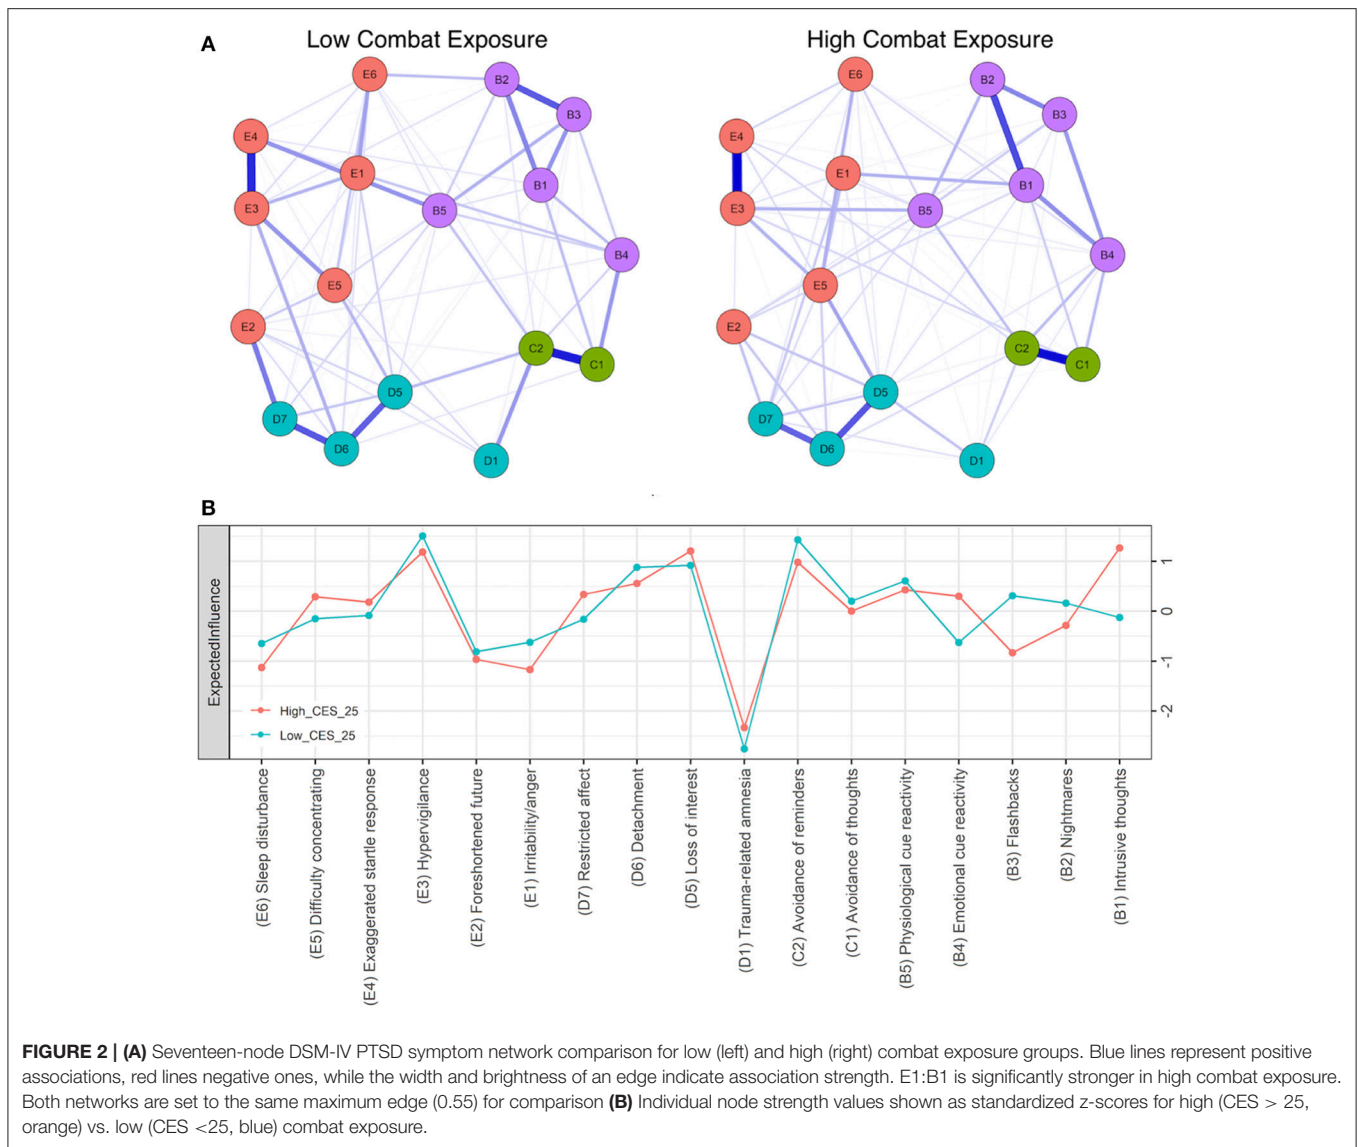 A
Low Combat Exposure
High Combat Exposure
E6
B2
B3
E4
E1
B1
E3
B5
B4
E5
E2
C2
C1
D5
D7
D6
D1
E6
B2
B3
E4
E1
B1
E3
B5
B4
E5
E2
C2
C1
D5
D7
D6
D1
B
ExpectedInfluence
High_CES_25
Low_CES_25
1
0
-1
-2
(E6) Sleep disturbance
(E5) Difficulty concentrating
(E4) Exaggerated startle response
(E3) Hypervigilance
(E2) Foreshortened future
(E1) Irritability/anger
(D7) Restricted affect
(D6) Detachment
(D5) Loss of interest
(D1) Trauma-related amnesia
(C2) Avoidance of reminders
(C1) Avoidance of thoughts
(B5) Physiological cue reactivity
(B4) Emotional cue reactivity
(B3) Flashbacks
(B2) Nightmares
(B1) Intrusive thoughts
FIGURE 2 | (A) Seventeen-node DSM-IV PTSD symptom network comparison for low (left) and high (right) combat exposure groups. Blue lines represent positive
associations, red lines negative ones, while the width and brightness of an edge indicate association strength. E1:B1 is significantly stronger in high combat exposure.
Both networks are set to the same maximum edge (0.55) for comparison (B) Individual node strength values shown as standardized z-scores for high (CES > 25,
orange) vs. low (CES <25, blue) combat exposure.